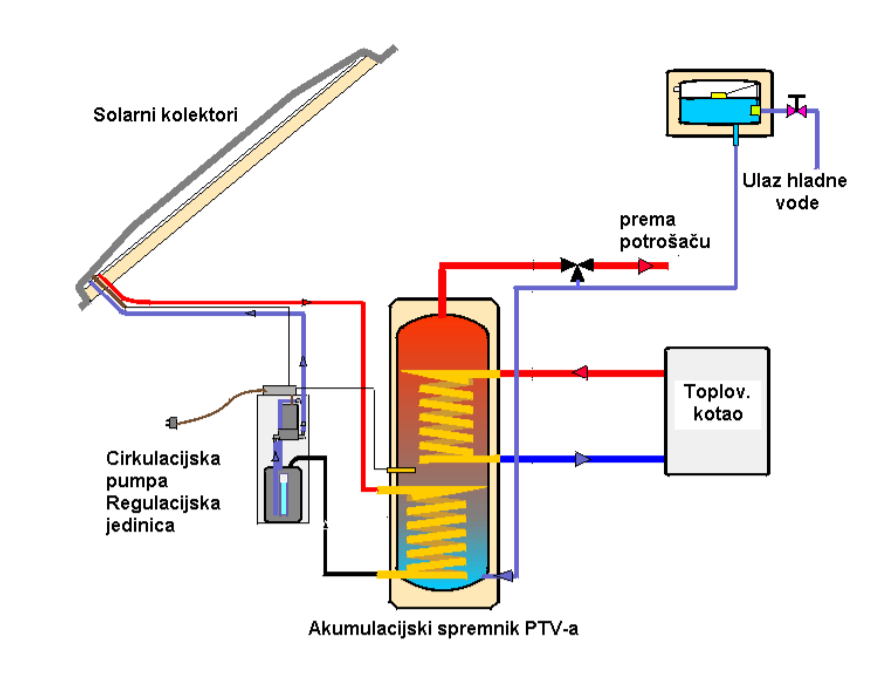 Solarni kolektori
Ulaz hladne
vode
prema
potrošaču
Toplov.
kotao
Cirkulacijska
pumpa
Regulacijska
jedinica
Akumulacijski spremnik PTV-a